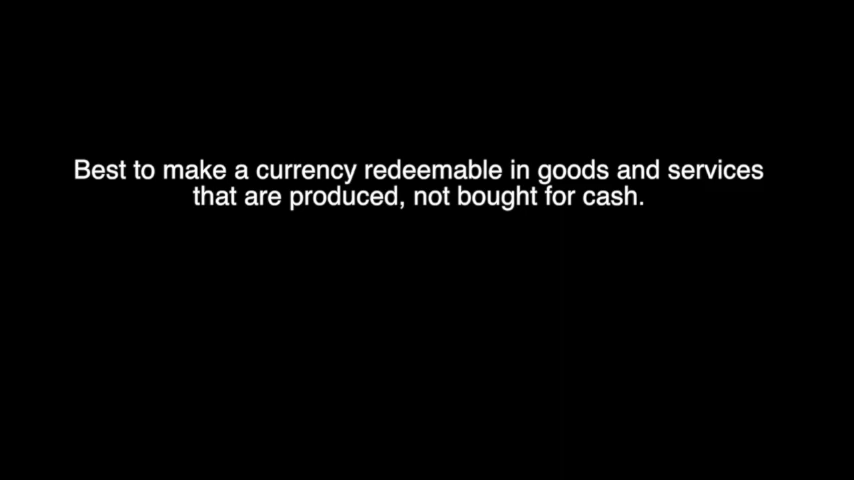 Best to make a currency redeemable in goods and services
that are produced, not bought for cash.